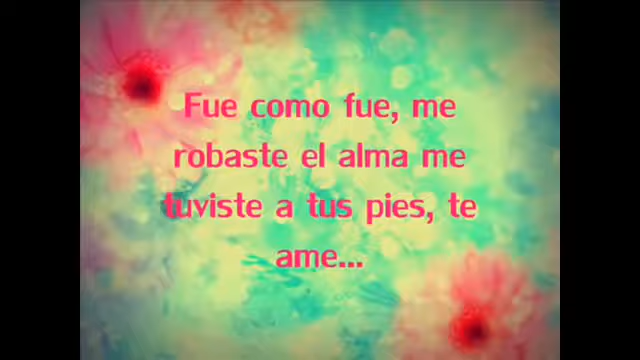 Fue como fue, me
robaste el alma me
tuviste a tus pies, te
ame...